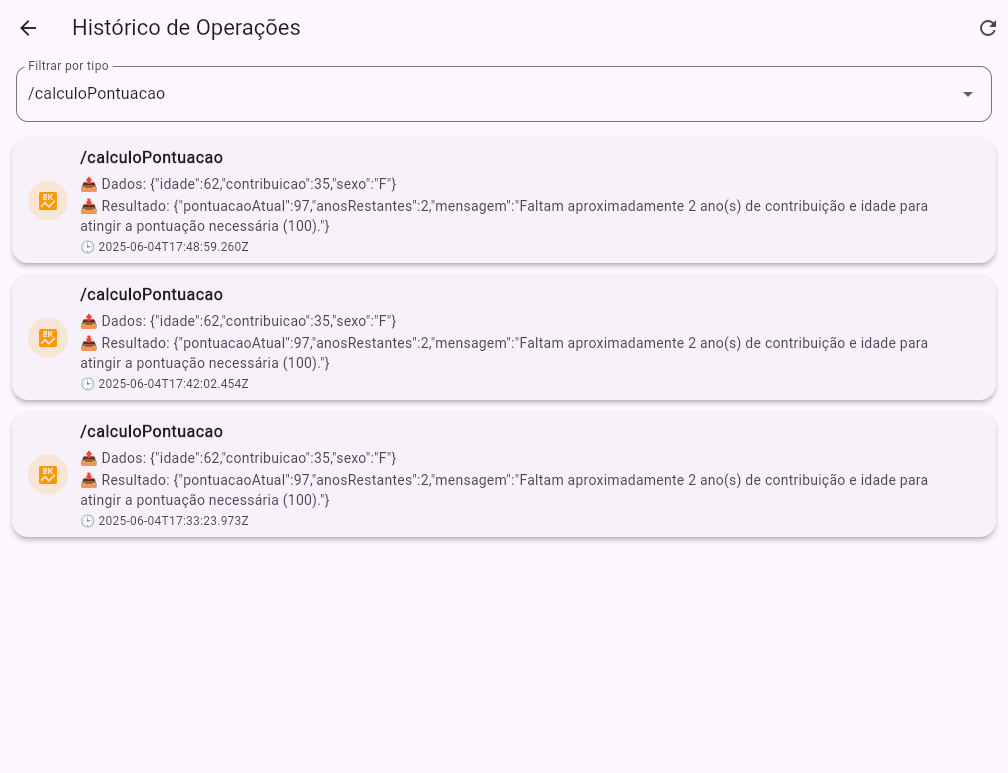 Histórico de Operações
Filtrar por tipo
/calculoPontuacao
/calculoPontuacao
📤 Dados: {"idade":62,"contribuicao":35,"sexo":"F"}
📥 Resultado: {"pontuacaoAtual":97,"anosRestantes":2,"mensagem":"Faltam aproximadamente 2 ano(s) de contribuição e idade para
atingir a pontuação necessária (100)."}
🕒 2025-06-04T17:48:59.260Z
/calculoPontuacao
📤 Dados: {"idade":62,"contribuicao":35,"sexo":"F"}
📥 Resultado: {"pontuacaoAtual":97,"anosRestantes":2,"mensagem":"Faltam aproximadamente 2 ano(s) de contribuição e idade para
atingir a pontuação necessária (100)."}
🕒 2025-06-04T17:42:02.454Z
/calculoPontuacao
📤 Dados: {"idade":62,"contribuicao":35,"sexo":"F"}
📥 Resultado: {"pontuacaoAtual":97,"anosRestantes":2,"mensagem":"Faltam aproximadamente 2 ano(s) de contribuição e idade para
atingir a pontuação necessária (100)."}
🕒 2025-06-04T17:33:23.973Z